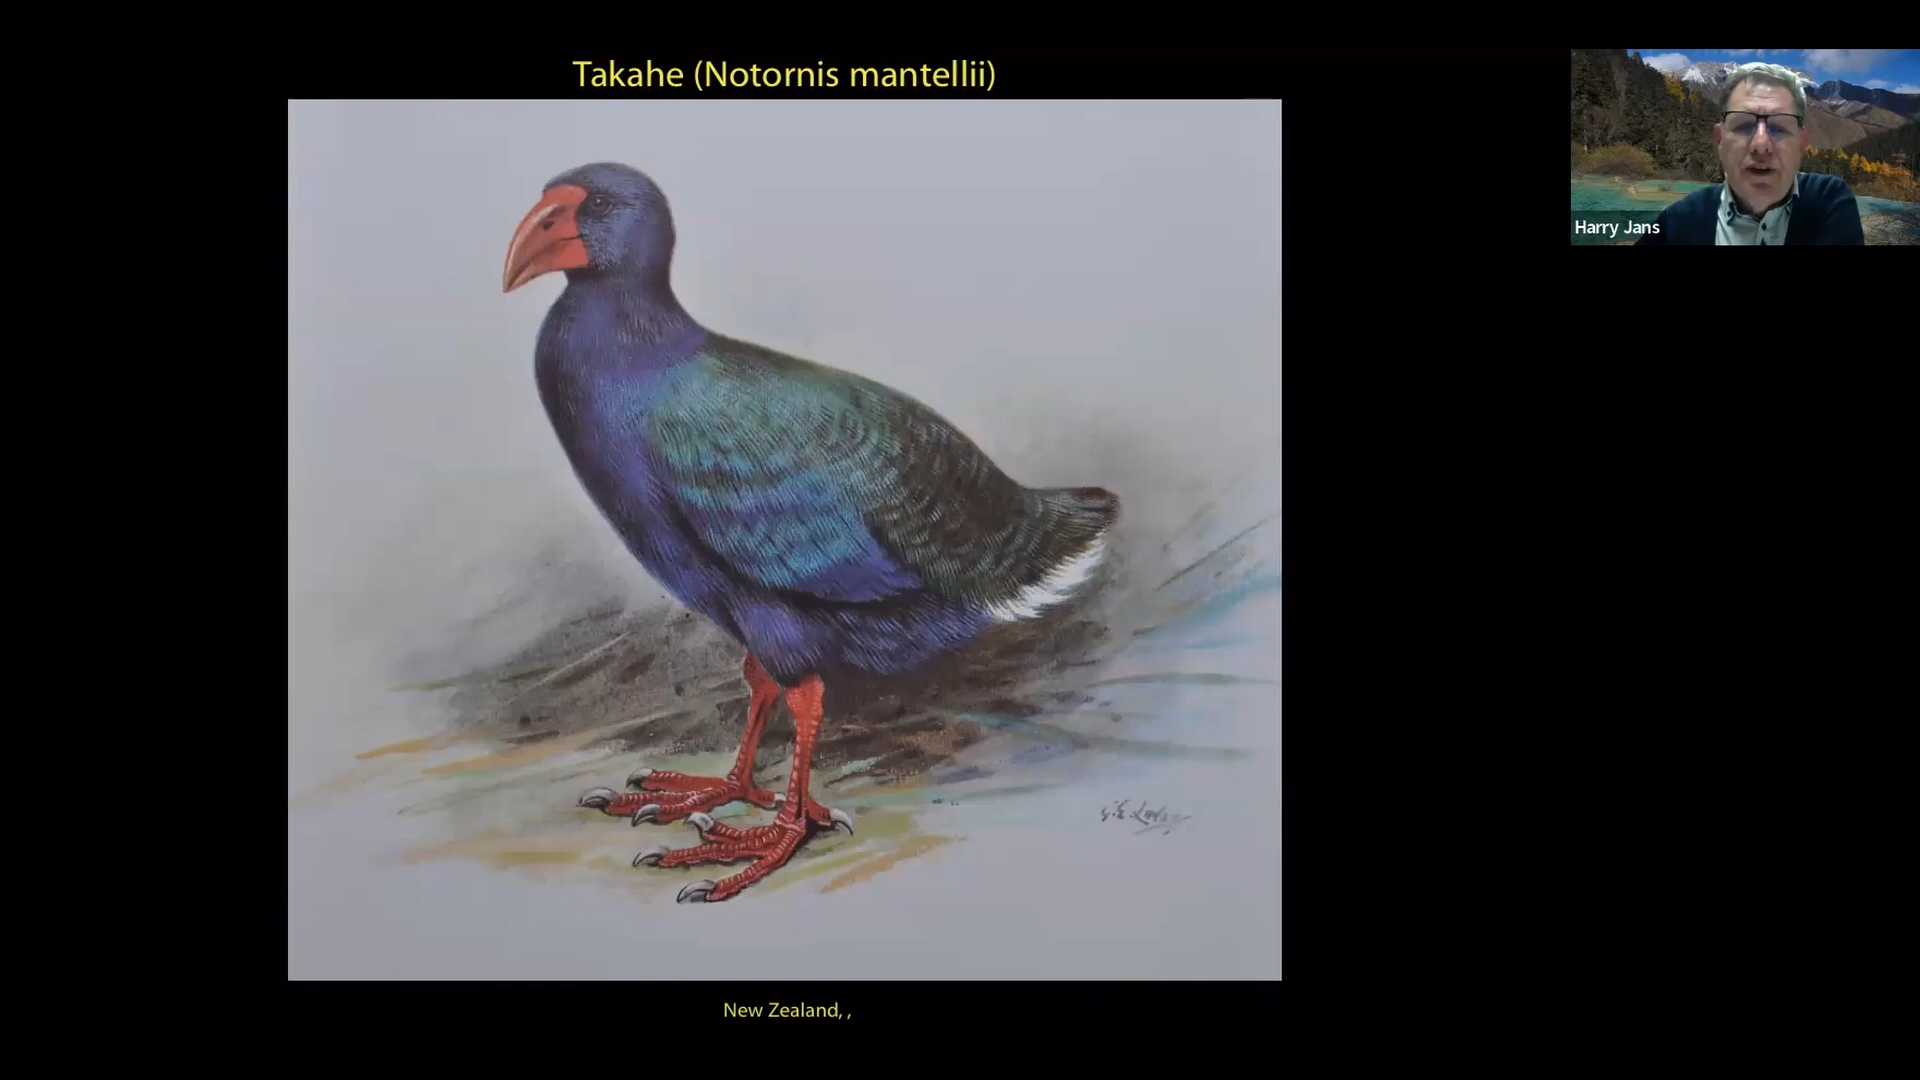 Takahe (Notornis mantellii)
Harry Jans
New Zealand, ,